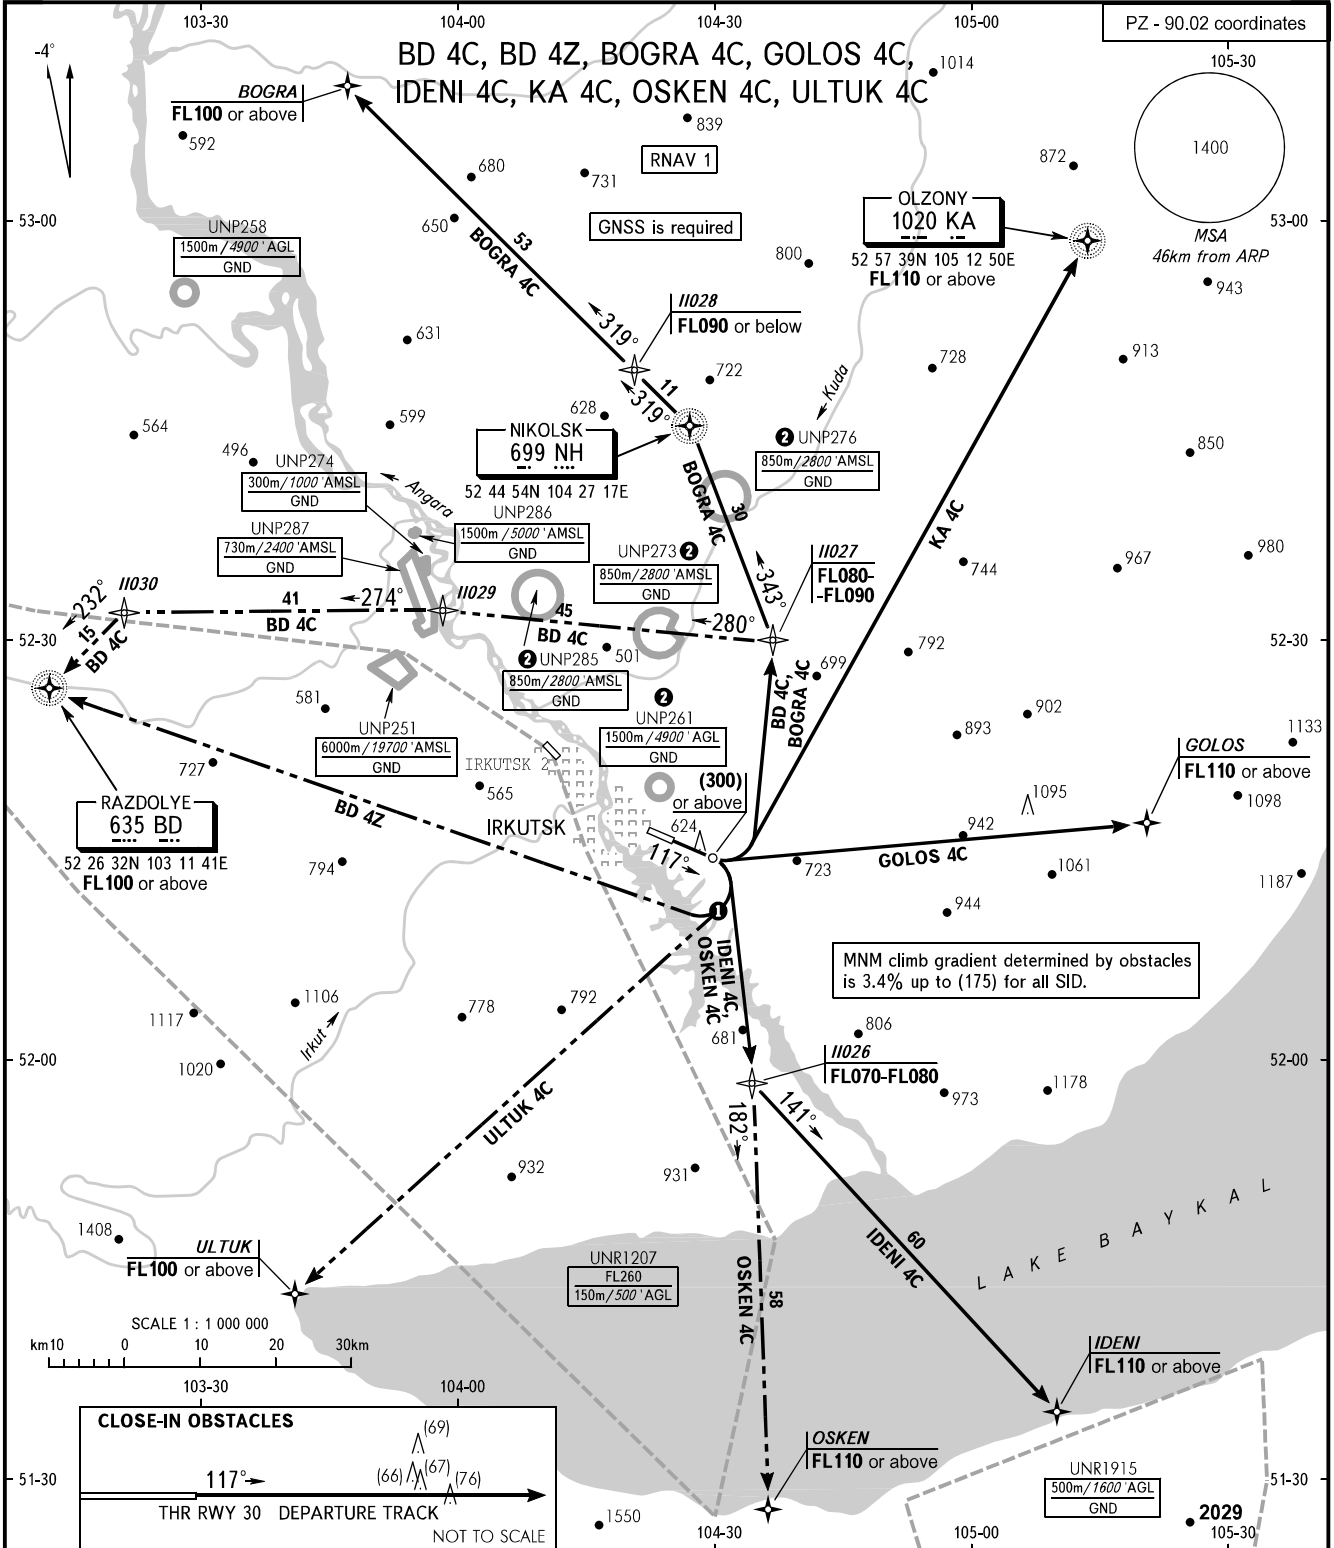 103-30
104-00
104-30
105-00
PZ - 90.02 coordinates
-4°
BD 4C, BD 4Z, BOGRA 4C, GOLOS 4C,
IDENI 4C, KA 4C, OSKEN 4C, ULTUK 4C
105-30
1014
BOGRA
FL100 or above
592
839
RNAV 1
872
1400
680
731
53-00
650
UNP258
1500m/4900'AGL
GND
53
BOGRA 4C
GNSS is required
OLZONY
1020 KA
52 57 39N 105 12 50E
FL110 or above
53-00
MSA
46km from ARP
800
943
II028
FL090 or below
319°
631
11
722
728
913
Kuda
319°
564
599
628
NIKOLSK
699 NH
52 44 54N 104 27 17E
2 UNP276
850m/2800'AMSL
GND
850
496
UNP274
300m/1000'AMSL
GND
Angara
BOGRA 4C
30
KA 4C
UNP287
730m/2400'AMSL
GND
UNP286
1500m/5000'AMSL
GND
UNP273 2
850m/2800'AMSL
GND
II027
FL080-
-FL090
343°
744
967
980
II030
232°
15
BD 4C
41
274°
BD 4C
II029
45
BD 4C
280°
52-30
52-30
501
792
2 UNP285
850m/2800'AMSL
GND
699
BD 4C,
BOGRA 4C
581
UNP251
6000m/19700'AMSL
GND
2
UNP261
1500m/4900'AGL
GND
902
893
1133
GOLOS
FL110 or above
727
IRKUTSK 2
565
(300)
or above
1095
1098
RAZDOLYE
635 BD
52 26 32N 103 11 41E
FL100 or above
BD 4Z
IRKUTSK
624
117°
942
GOLOS 4C
794
723
1061
1187
1
944
IDENI 4C,
OSKEN 4C
MNM climb gradient determined by obstacles
is 3.4% up to (175) for all SID.
1106
1117
778
792
681
806
Irkut
52-00
1020
II026
FL070-FL080
52-00
182°
141°
973
1178
ULTUK 4C
932
931
1408
ULTUK
FL100 or above
LAKE BAYKAL
60
IDENI 4C
UNR1207
FL260
150m/500'AGL
OSKEN 4C
58
SCALE 1 : 1 000 000
km10 0 10 20 30km
IDENI
FL110 or above
103-30
104-00
CLOSE-IN OBSTACLES
(69)
117°
(66)
(67)
(76)
THR RWY 30 DEPARTURE TRACK
NOT TO SCALE
OSKEN
FL110 or above
51-30
UNR1915
500m/1600'AGL
GND
51-30
1550
104-30
105-00
2029
105-30